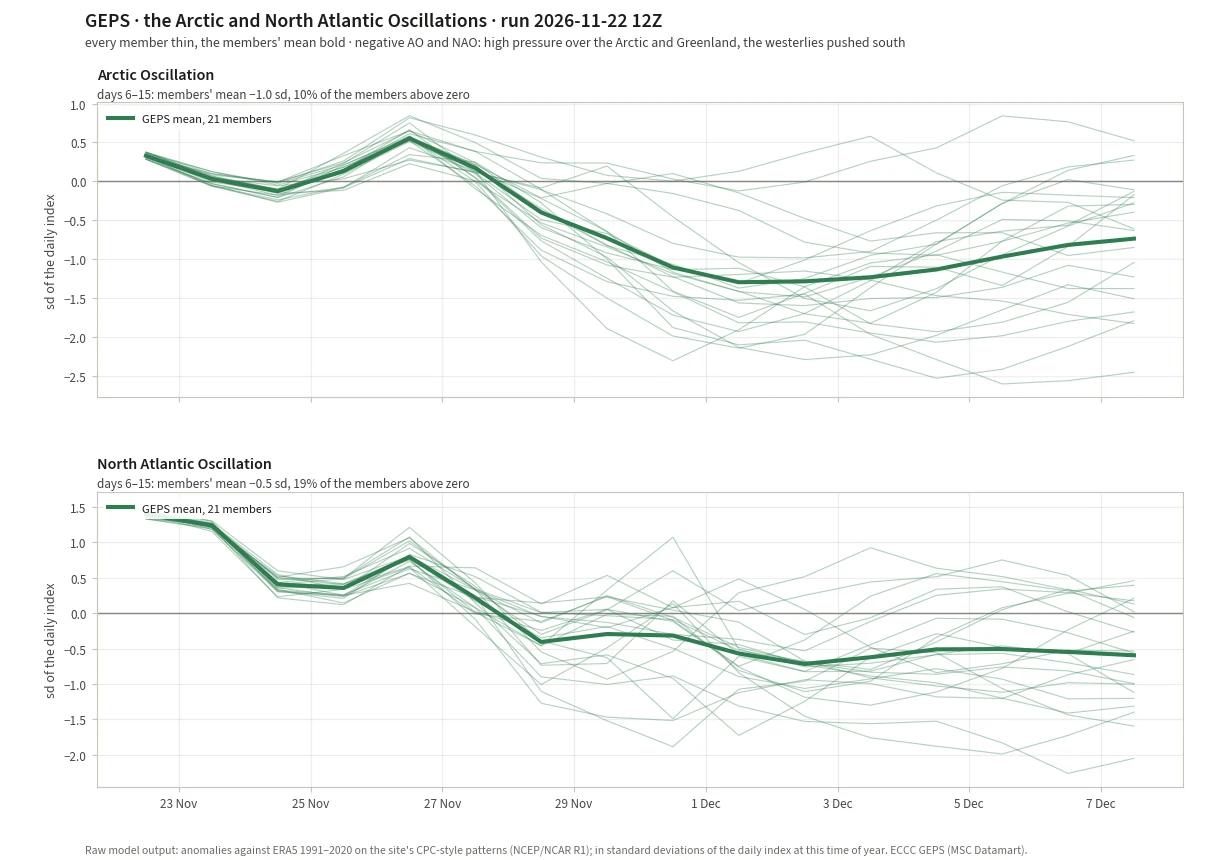 GEPS · the Arctic and North Atlantic Oscillations · run 2026-11-22 12Z
every member thin, the members' mean bold · negative AO and NAO: high pressure over the Arctic and Greenland, the westerlies pushed south
Arctic Oscillation
days 6–15: members' mean −1.0 sd, 10% of the members above zero
GEPS mean, 21 members
sd of the daily index
1.0
0.5
0.0
−0.5
−1.0
−1.5
−2.0
−2.5
North Atlantic Oscillation
days 6–15: members' mean −0.5 sd, 19% of the members above zero
GEPS mean, 21 members
sd of the daily index
1.5
1.0
0.5
0.0
−0.5
−1.0
−1.5
−2.0
23 Nov 25 Nov 27 Nov 29 Nov 1 Dec 3 Dec 5 Dec 7 Dec
Raw model output: anomalies against ERA5 1991–2020 on the site's CPC-style patterns (NCEP/NCAR R1); in standard deviations of the daily index at this time of year. ECCC GEPS (MSC Datamart).